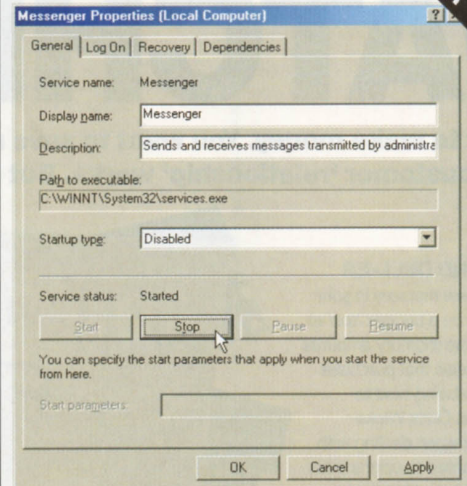 Messenger Properties (Local Computer)
General Log On Recovery Dependencies
Service name: Messenger
Display name: Messenger
Description: Sends and receives messages transmitted by administra
Path to executable:
C:\WINNT\System32\services.exe
Startup type: Disabled
Service status: Started
Start Stop Pause Resume
You can specify the start parameters that apply when you start the service
from here.
Start parameters:
OK Cancel Apply